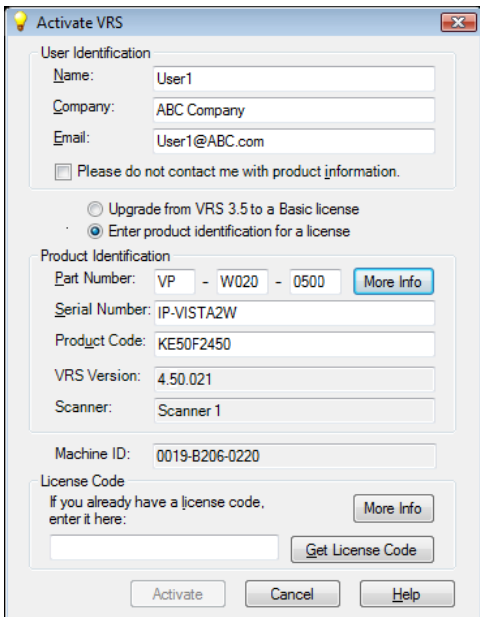 Activate VRS
User Identification
Name: User1
Company: ABC Company
Email: User1@ABC.com
Please do not contact me with product information.
Upgrade from VRS 3.5 to a Basic license
Enter product identification for a license
Product Identification
Part Number: VP - W020 - 0500 More Info
Serial Number: IP-VISTA2W
Product Code: KE50F2450
VRS Version: 4.50.021
Scanner: Scanner 1
Machine ID: 0019-B206-0220
License Code
If you already have a license code,
enter it here:
More Info
Get License Code
Activate Cancel Help